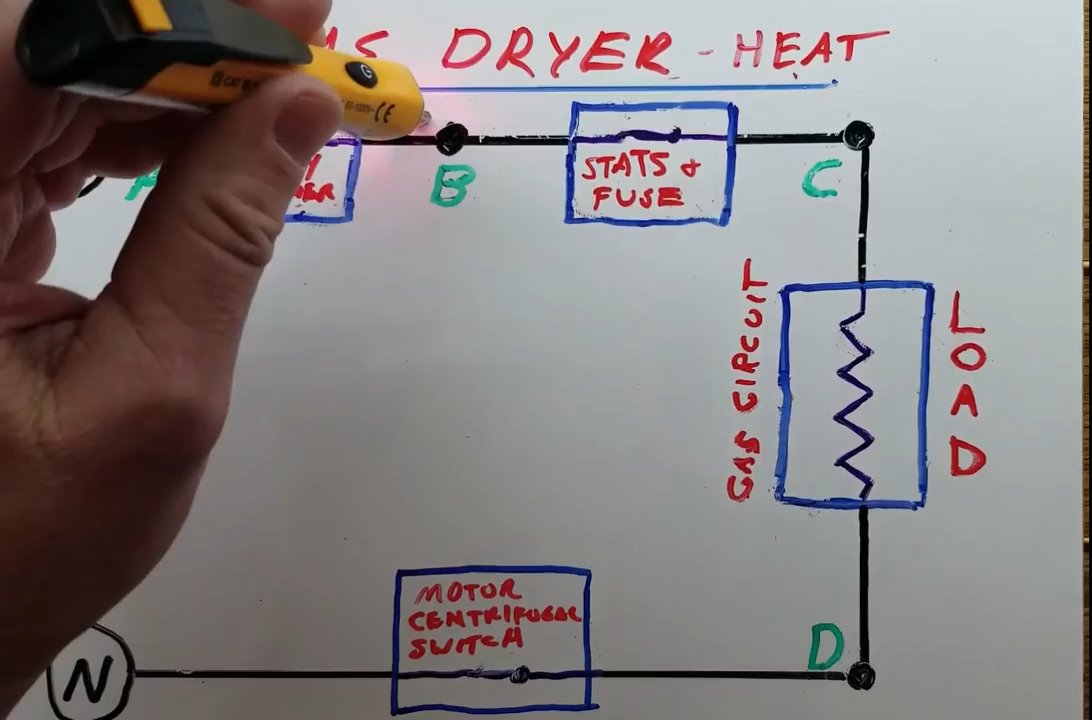 DRYER - HEAT
B
STATS &
FUSE
C
GAS CIRCUIT
LOAD
MOTOR
CENTRIFUGAL
SWITCH
D
N